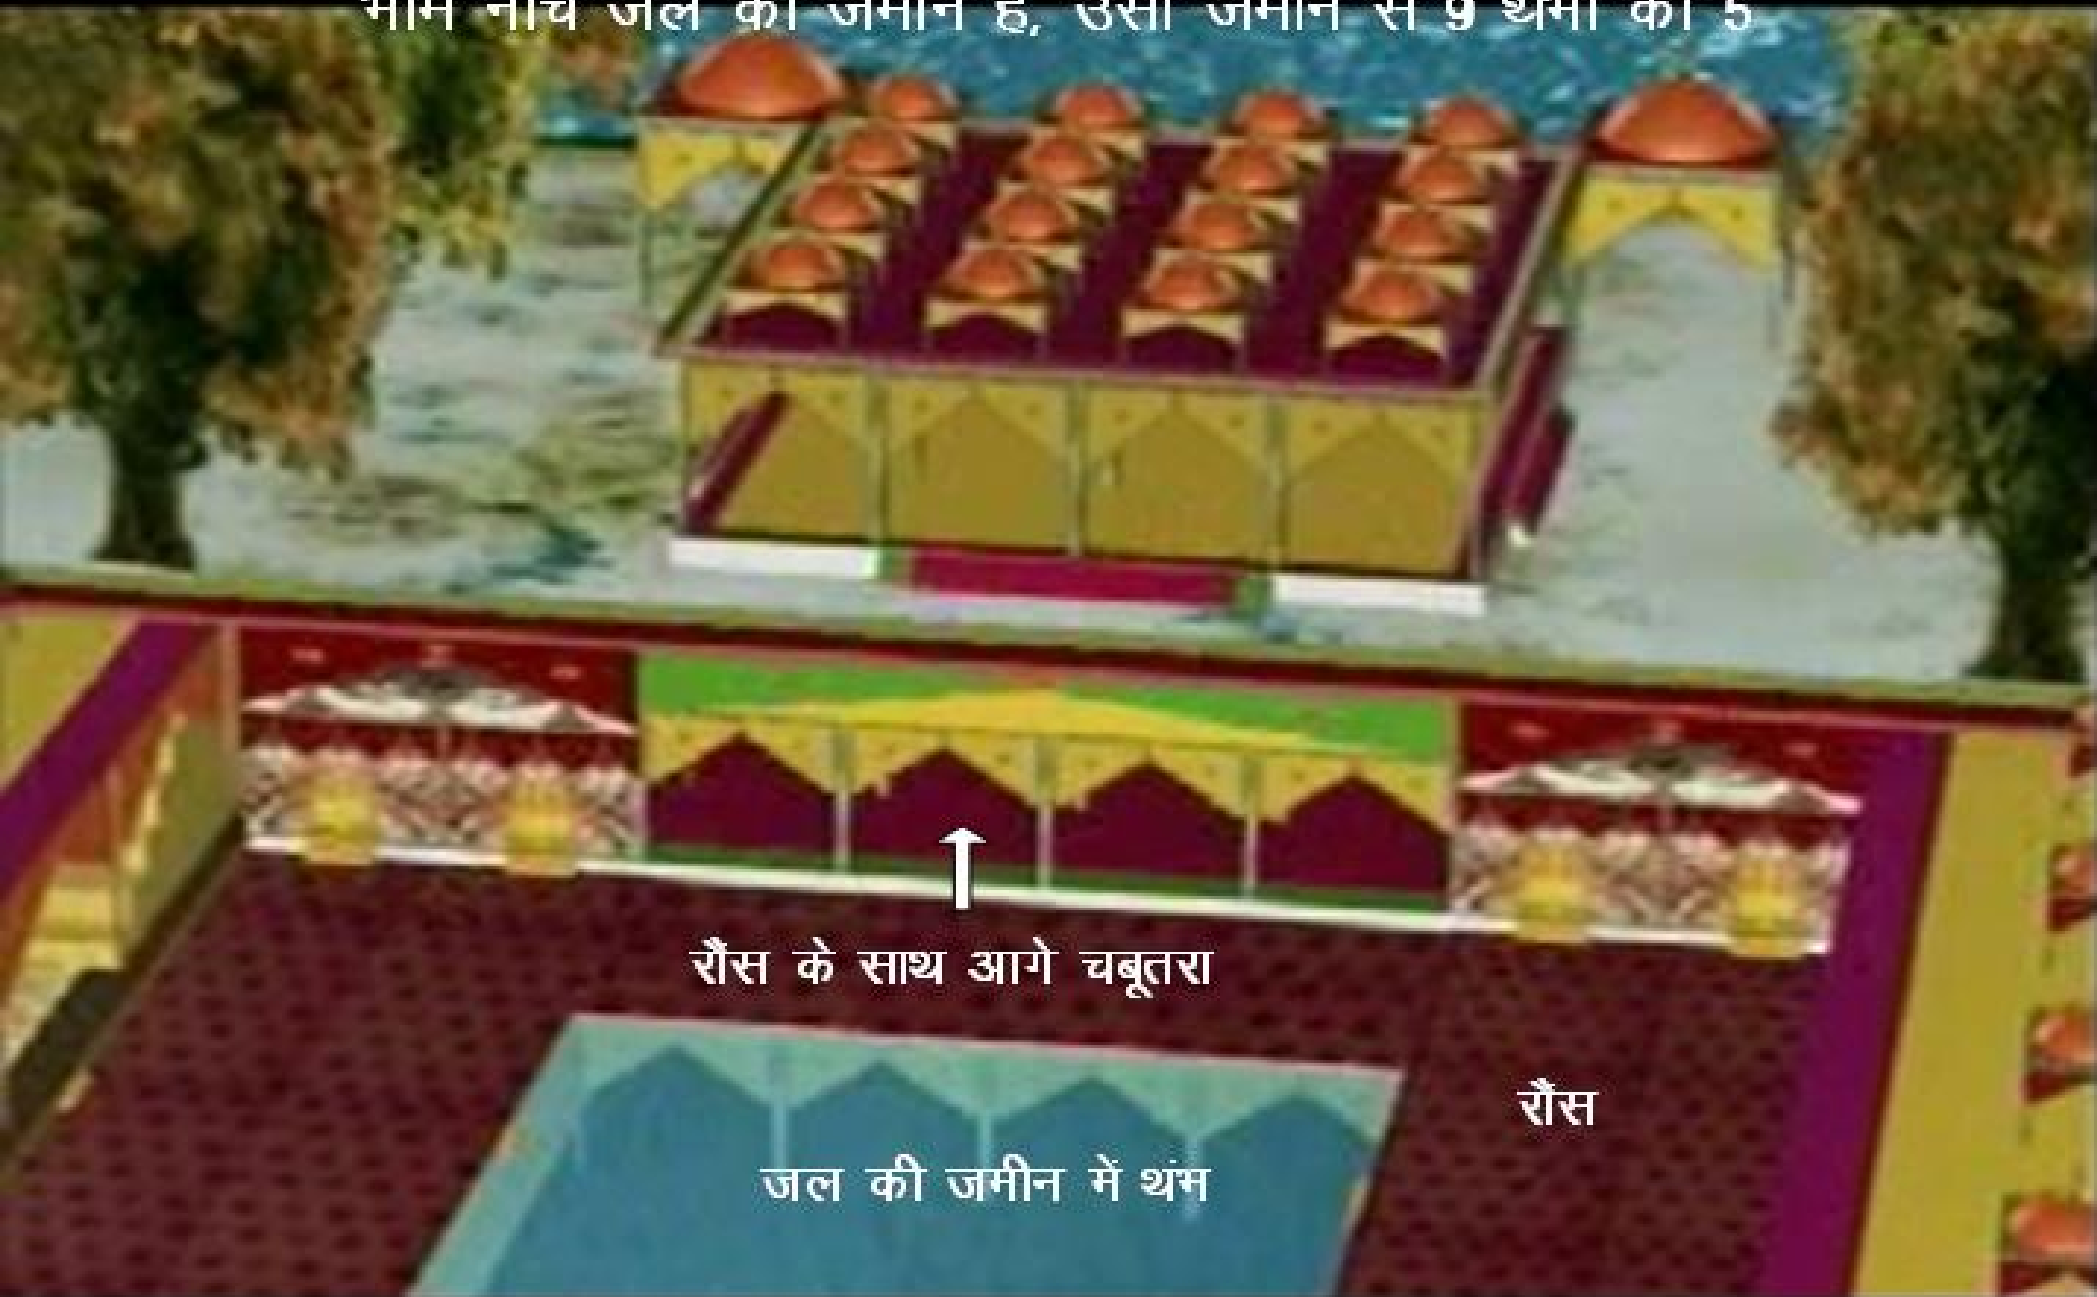 भोम नीचे जल की जमीन है, उसी जमीन से 9 थंभों की 5
रौंस के साथ आगे चबूतरा
रौंस
जल की जमीन में थंभ